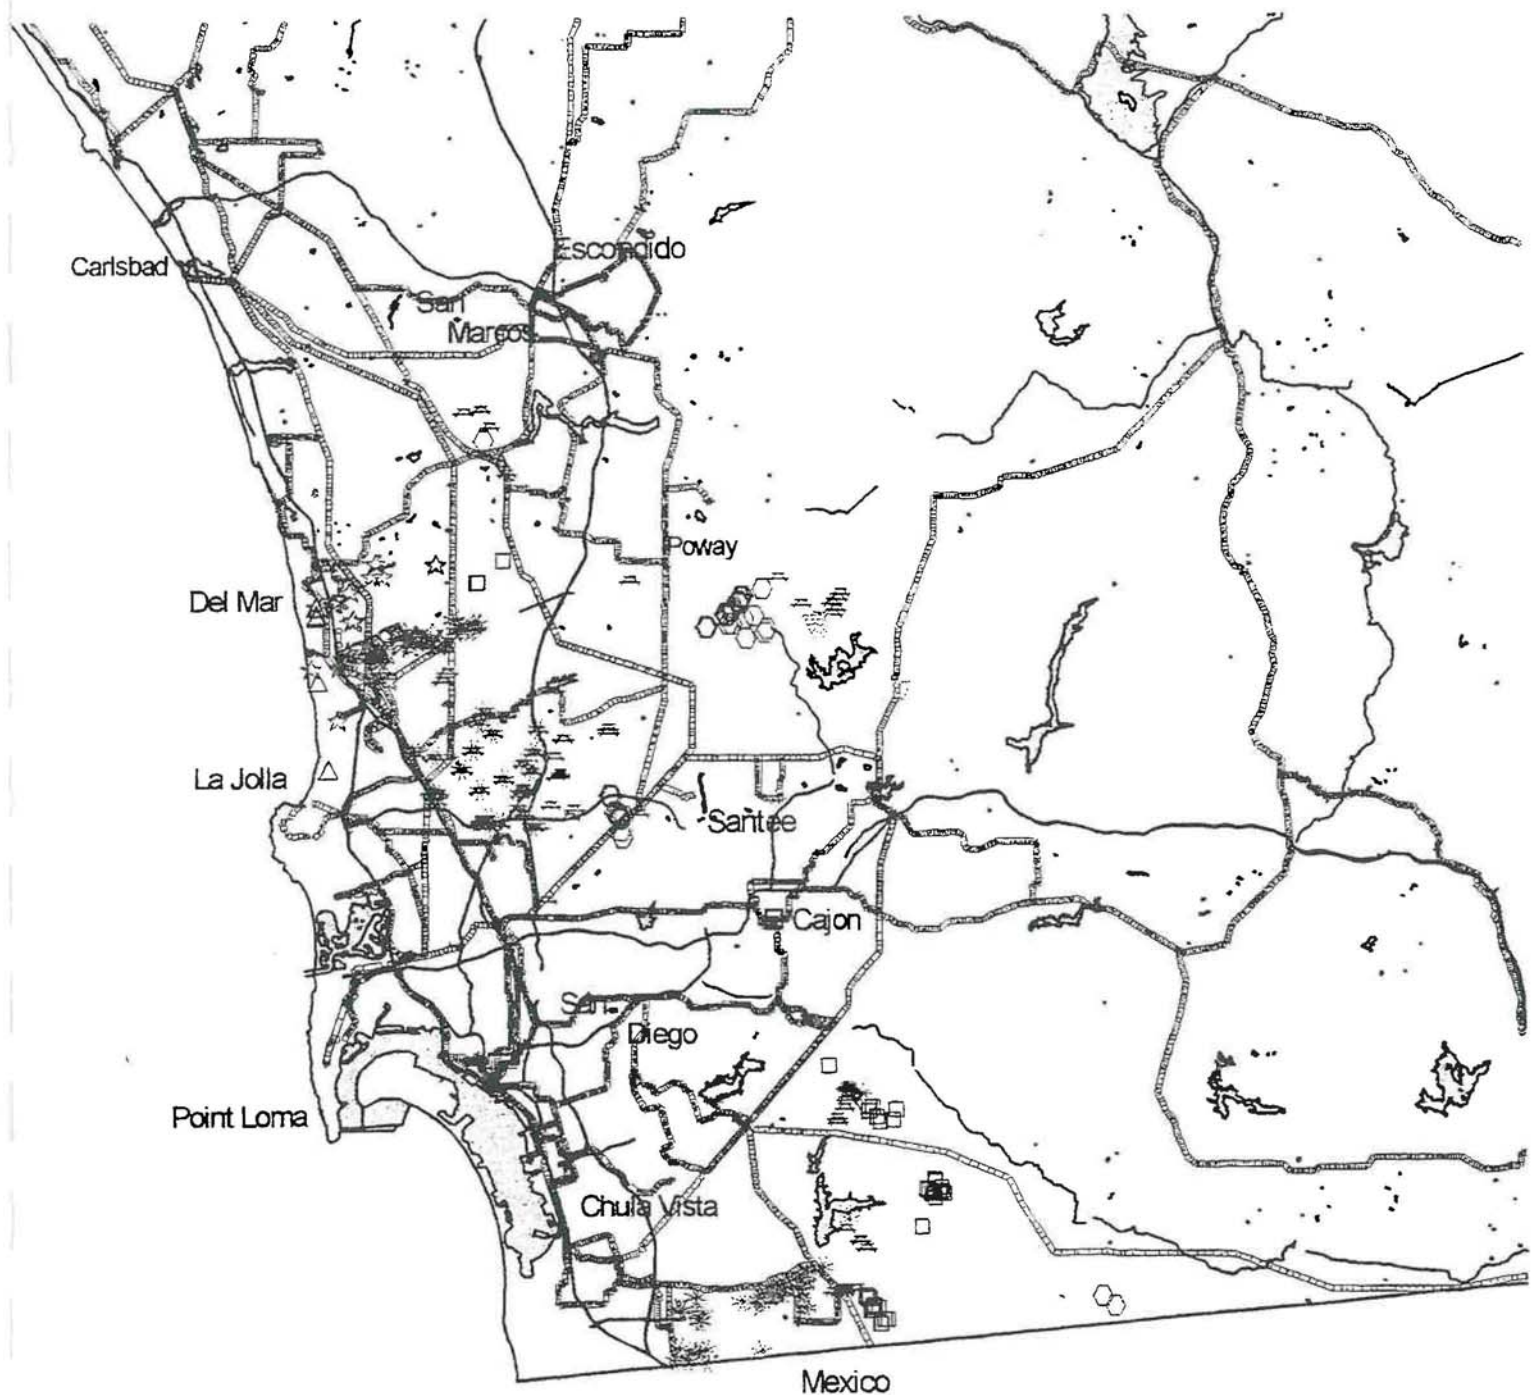 Escondido
Carlsbad
San
Marcos
Poway
Del Mar
La Jolla
Santee
Cajon
San
Diego
Point Loma
Chula Vista
Mexico